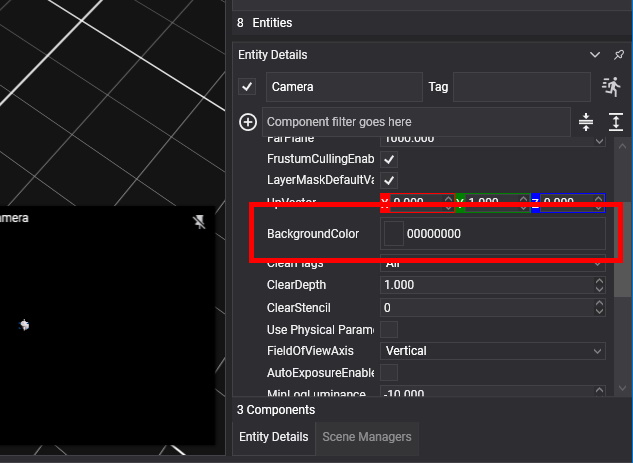 8 Entities
Entity Details
Camera
Tag
Component filter goes here
FarPlane 1000.000
FrustumCullingEnab
LayerMaskDefaultVa
UpVector X 0.000 Y 1.000 Z 0.000
amera
BackgroundColor 00000000
ClearFlags All
ClearDepth 1.000
ClearStencil 0
Use Physical Param
FieldOfViewAxis Vertical
AutoExposureEnable
MinLogLuminance -10.000
3 Components
Entity Details Scene Managers